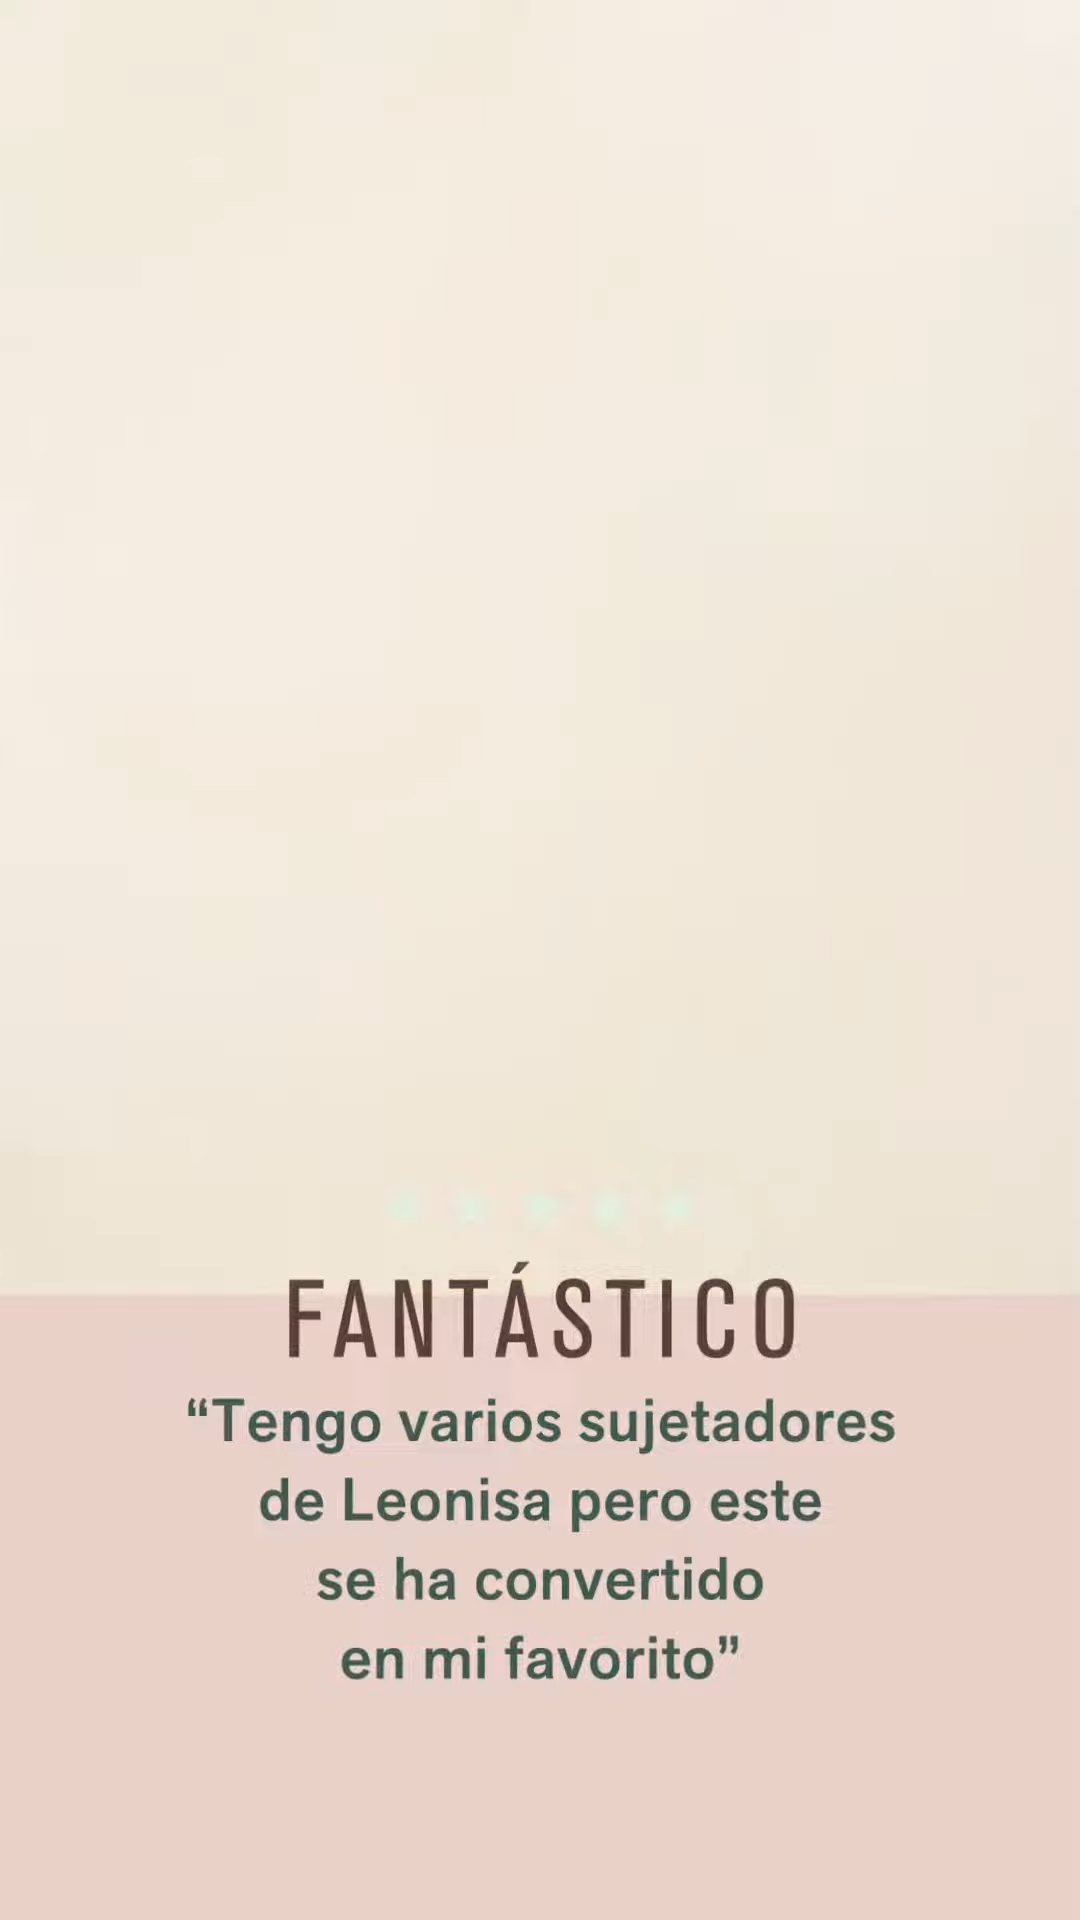 FANTÁSTICO
“Tengo varios sujetadores
de Leonisa pero este
se ha convertido
en mi favorito”